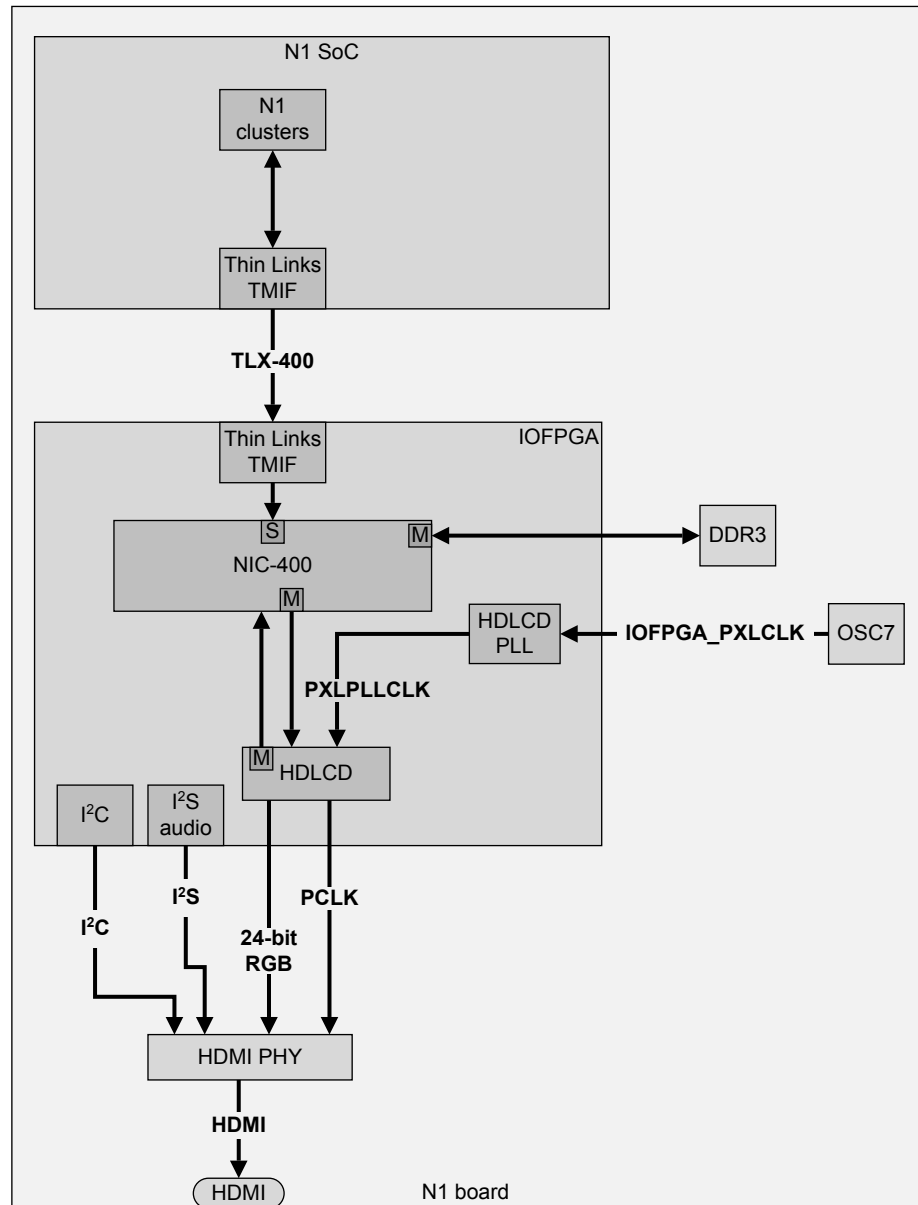 N1 SoC
N1
clusters
Thin Links
TMIF
TLX-400
Thin Links
TMIF
IOFPGA
S
M
NIC-400
M
DDR3
HDLCD
PLL
IOFPGA_PXLCLK
OSC7
PXLPLLCLK
M
HDLCD
I²C
I²S
audio
I²S
PCLK
I²C
24-bit
RGB
HDMI PHY
HDMI
HDMI
N1 board